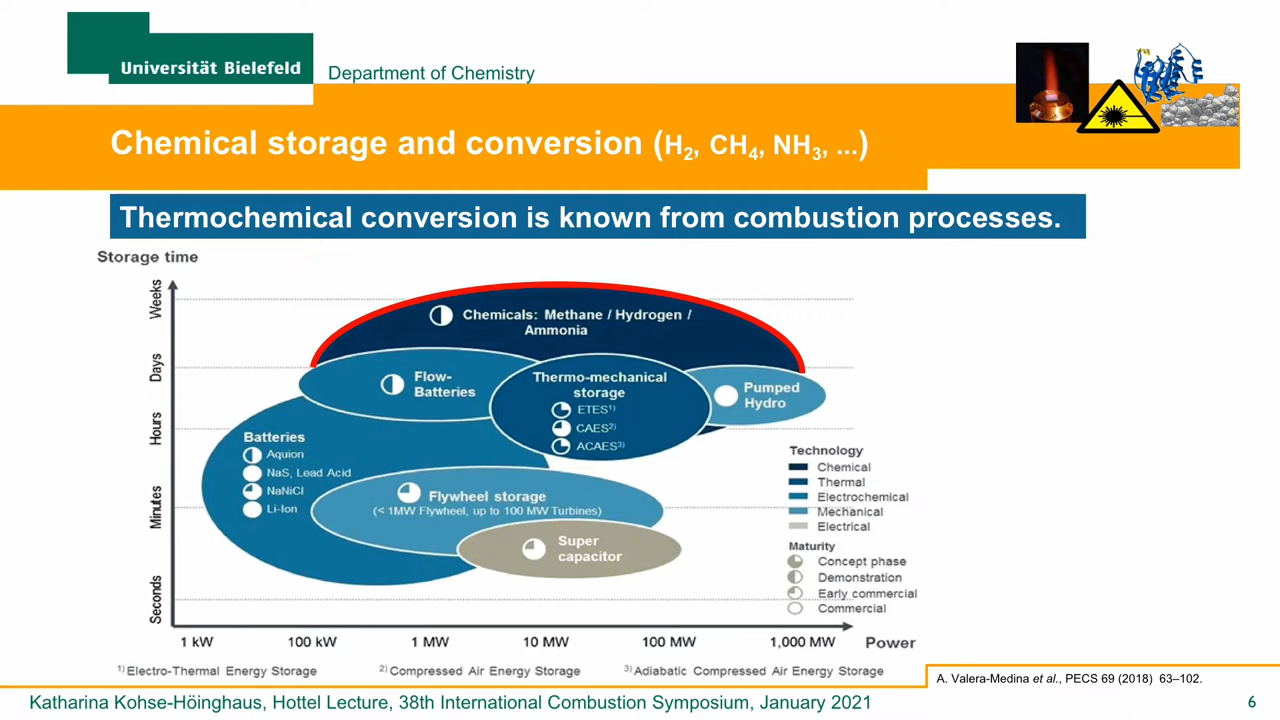 Universität Bielefeld
Department of Chemistry
Chemical storage and conversion (H₂, CH₄, NH₃, ...)
Thermochemical conversion is known from combustion processes.
Storage time
Weeks
Days
Hours
Minutes
Seconds
Chemicals: Methane / Hydrogen /
Ammonia
Flow-
Batteries
Thermo-mechanical
storage
ETES¹⁾
CAES²⁾
ACAES³⁾
Pumped
Hydro
Batteries
Aquion
NaS, Lead Acid
NaNiCl
Li-Ion
Flywheel storage
(< 1MW Flywheel, up to 100 MW Turbines)
Super
capacitor
Technology
Chemical
Thermal
Electrochemical
Mechanical
Electrical
Maturity
Concept phase
Demonstration
Early commercial
Commercial
1 kW 100 kW 1 MW 10 MW 100 MW 1,000 MW Power
¹⁾ Electro-Thermal Energy Storage ²⁾ Compressed Air Energy Storage ³⁾ Adiabatic Compressed Air Energy Storage
A. Valera-Medina et al., PECS 69 (2018) 63–102.
Katharina Kohse-Höinghaus, Hottel Lecture, 38th International Combustion Symposium, January 2021
6